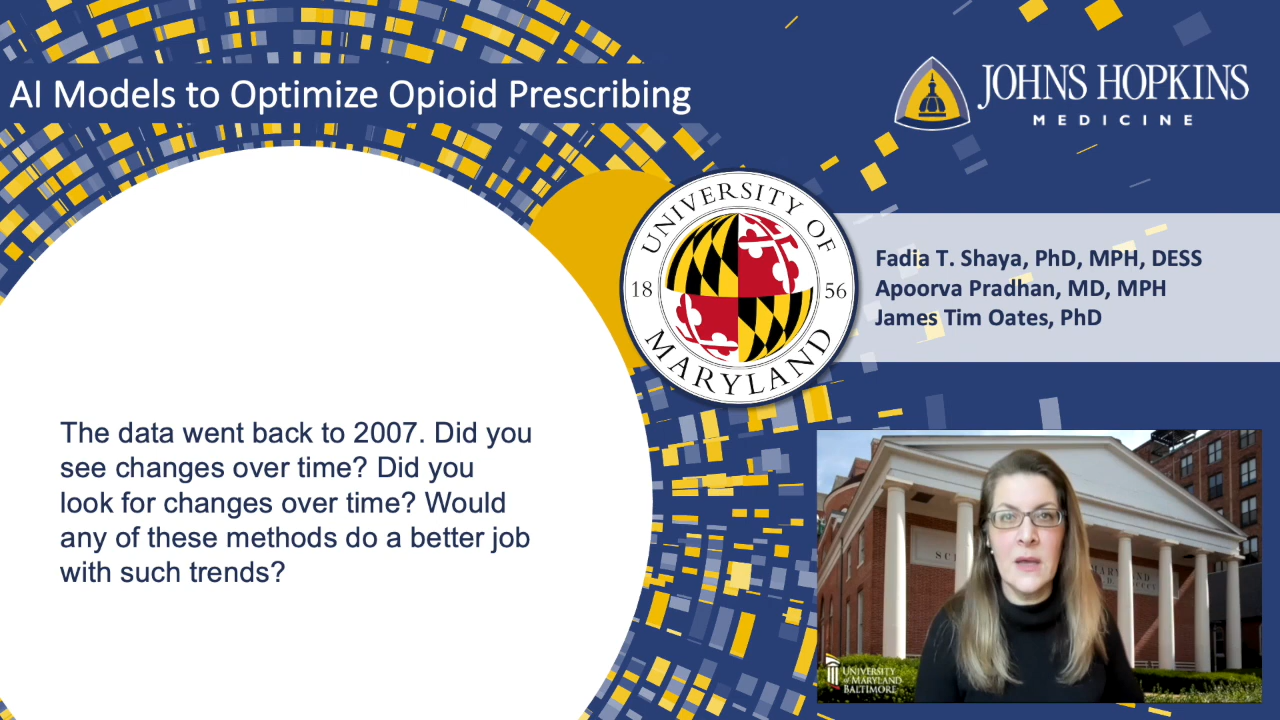 AI Models to Optimize Opioid Prescribing
JOHNS HOPKINS
MEDICINE
UNIVERSITY OF
18 56
MARYLAND
Fadia T. Shaya, PhD, MPH, DESS
Apoorva Pradhan, MD, MPH
James Tim Oates, PhD
The data went back to 2007. Did you
see changes over time? Did you
look for changes over time? Would
any of these methods do a better job
with such trends?
UNIVERSITY
of MARYLAND
BALTIMORE